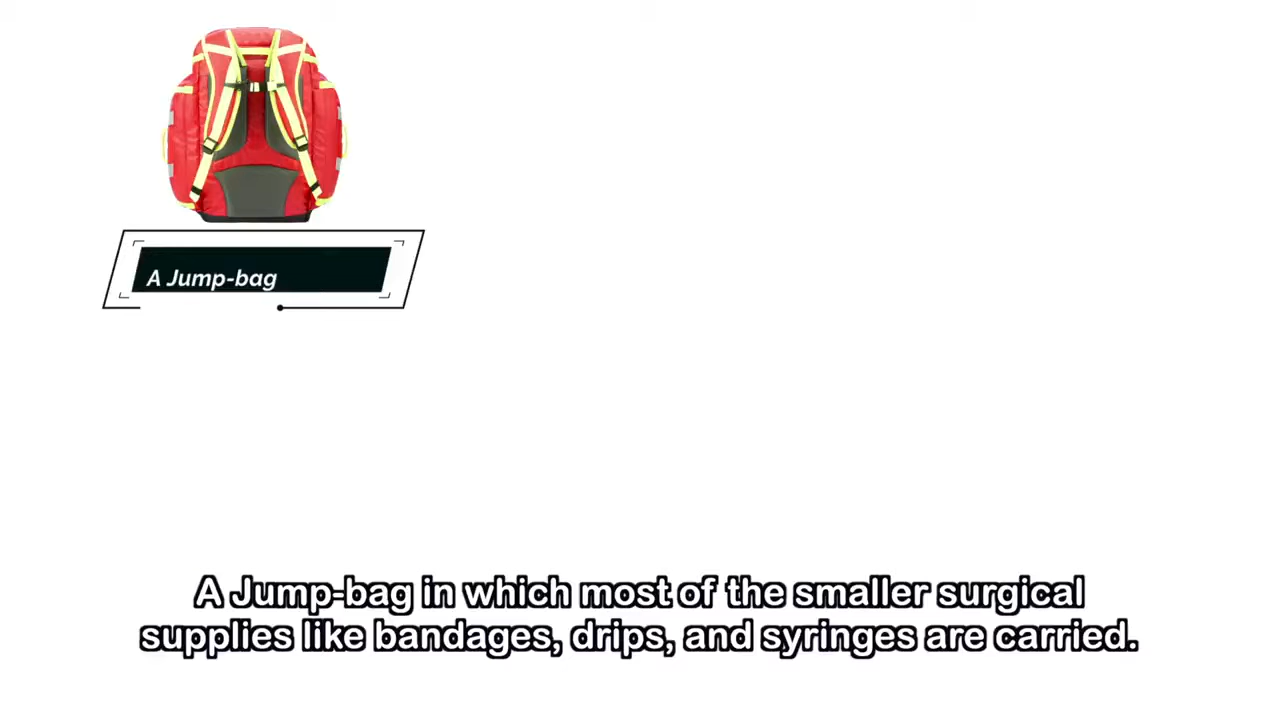 A Jump-bag
A Jump-bag in which most of the smaller surgical
supplies like bandages, drips, and syringes are carried.